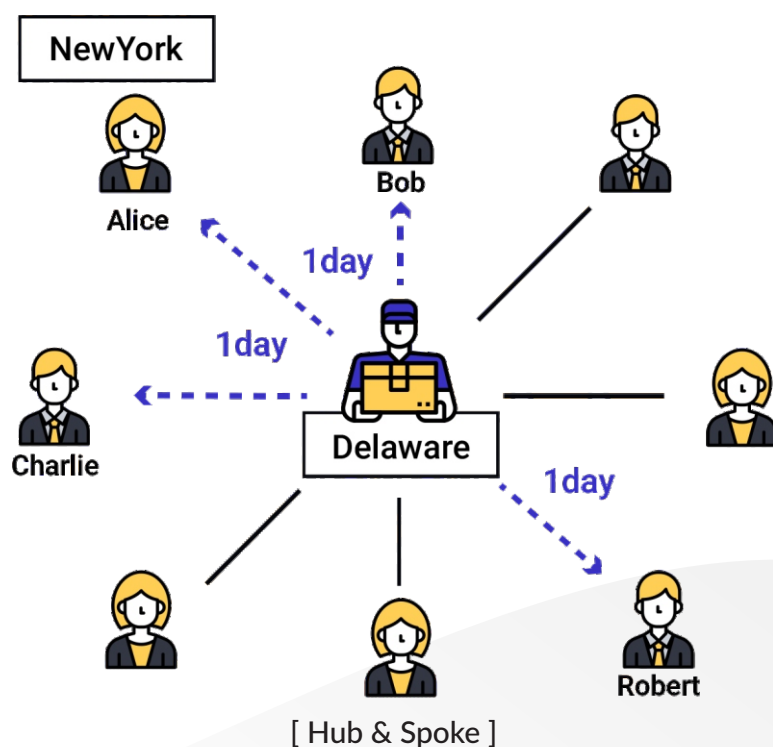 NewYork
Bob
Alice
1day
1day
Charlie
Delaware
1day
Robert
[ Hub & Spoke ]